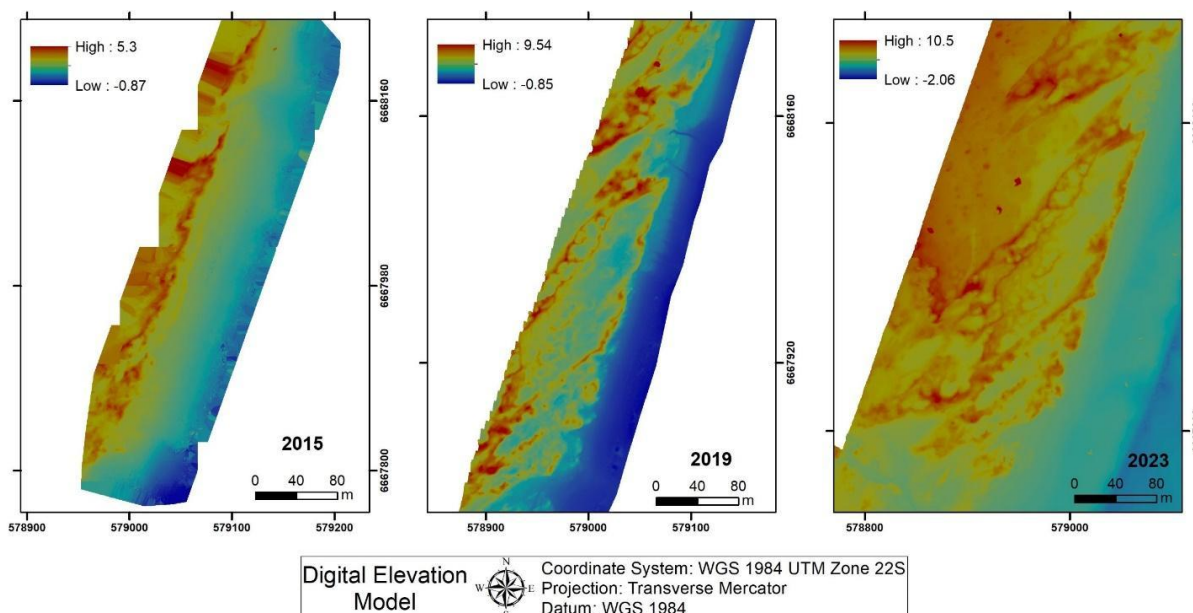 High : 5.3
Low : -0.87
6668160
6667980
6667800
2015
0 40 80
m
578900 579000 579100 579200
High : 9.54
Low : -0.85
6668160
6667920
2019
0 40 80
m
578900 579000 579100
High : 10.5
Low : -2.06
2023
0 40 80
m
578800 579000
Digital Elevation
Model
N
W E
S
Coordinate System: WGS 1984 UTM Zone 22S
Projection: Transverse Mercator
Datum: WGS 1984